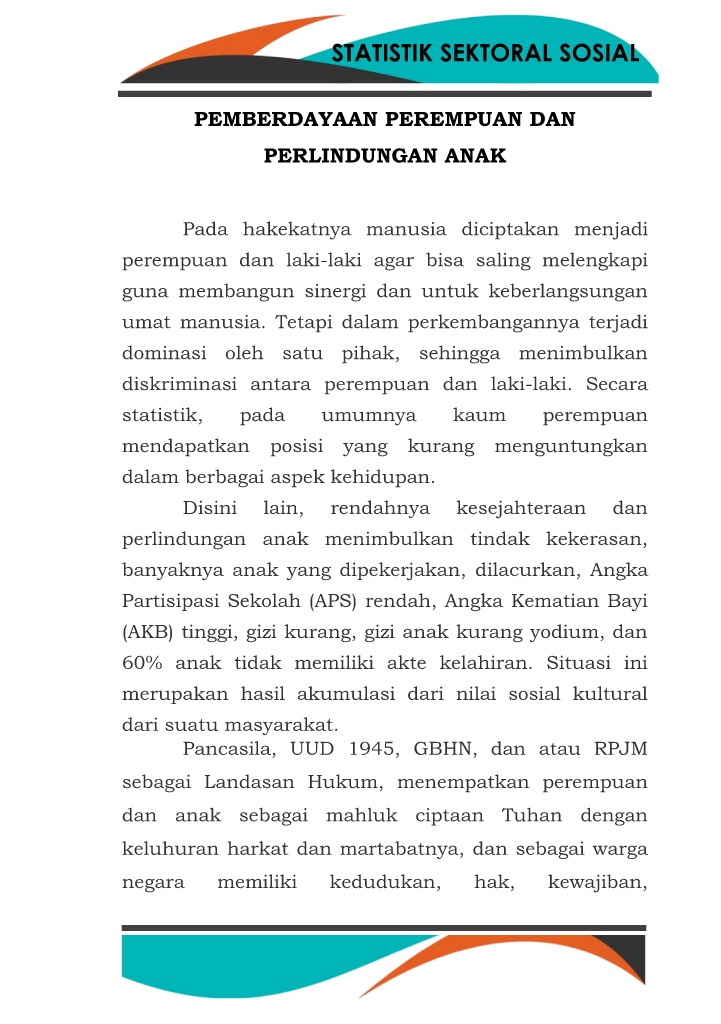 STATISTIK SEKTORAL SOSIAL
PEMBERDAYAAN PEREMPUAN DAN
PERLINDUNGAN ANAK
Pada hakekatnya manusia diciptakan menjadi
perempuan dan laki-laki agar bisa saling melengkapi
guna membangun sinergi dan untuk keberlangsungan
umat manusia. Tetapi dalam perkembangannya terjadi
dominasi oleh satu pihak, sehingga menimbulkan
diskriminasi antara perempuan dan laki-laki. Secara
statistik, pada umumnya kaum perempuan
mendapatkan posisi yang kurang menguntungkan
dalam berbagai aspek kehidupan.
Disini lain, rendahnya kesejahteraan dan
perlindungan anak menimbulkan tindak kekerasan,
banyaknya anak yang dipekerjakan, dilacurkan, Angka
Partisipasi Sekolah (APS) rendah, Angka Kematian Bayi
(AKB) tinggi, gizi kurang, gizi anak kurang yodium, dan
60% anak tidak memiliki akte kelahiran. Situasi ini
merupakan hasil akumulasi dari nilai sosial kultural
dari suatu masyarakat.
Pancasila, UUD 1945, GBHN, dan atau RPJM
sebagai Landasan Hukum, menempatkan perempuan
dan anak sebagai mahluk ciptaan Tuhan dengan
keluhuran harkat dan martabatnya, dan sebagai warga
negara memiliki kedudukan, hak, kewajiban,